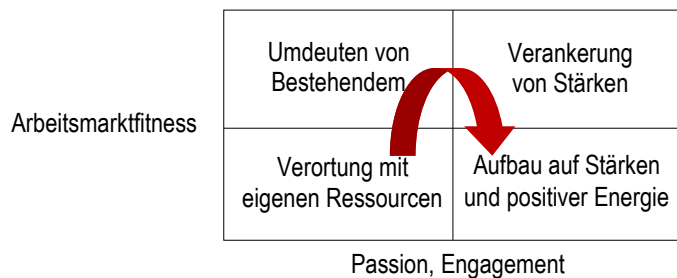 Umdeuten von
Bestehendem
Verankerung
von Stärken
Arbeitsmarktfitness
Verortung mit
eigenen Ressourcen
Aufbau auf Stärken
und positiver Energie
Passion, Engagement